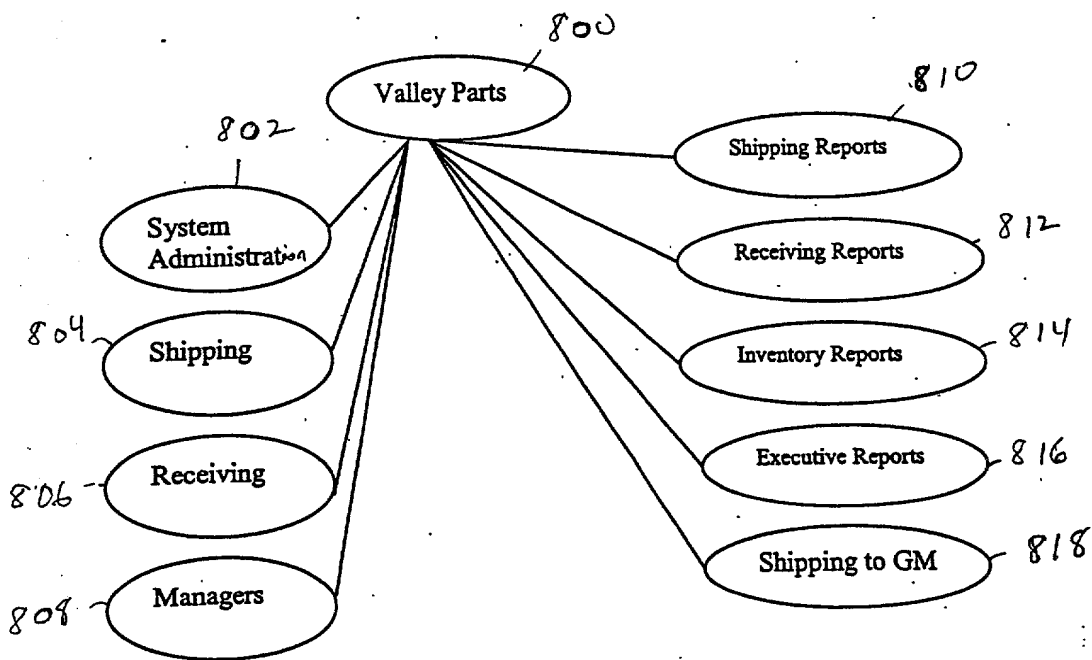 800
Valley Parts
810
802
Shipping Reports
System
Administration
812
Receiving Reports
804
Shipping
814
Inventory Reports
Receiving
806
Executive Reports
816
Shipping to GM
818
Managers
808